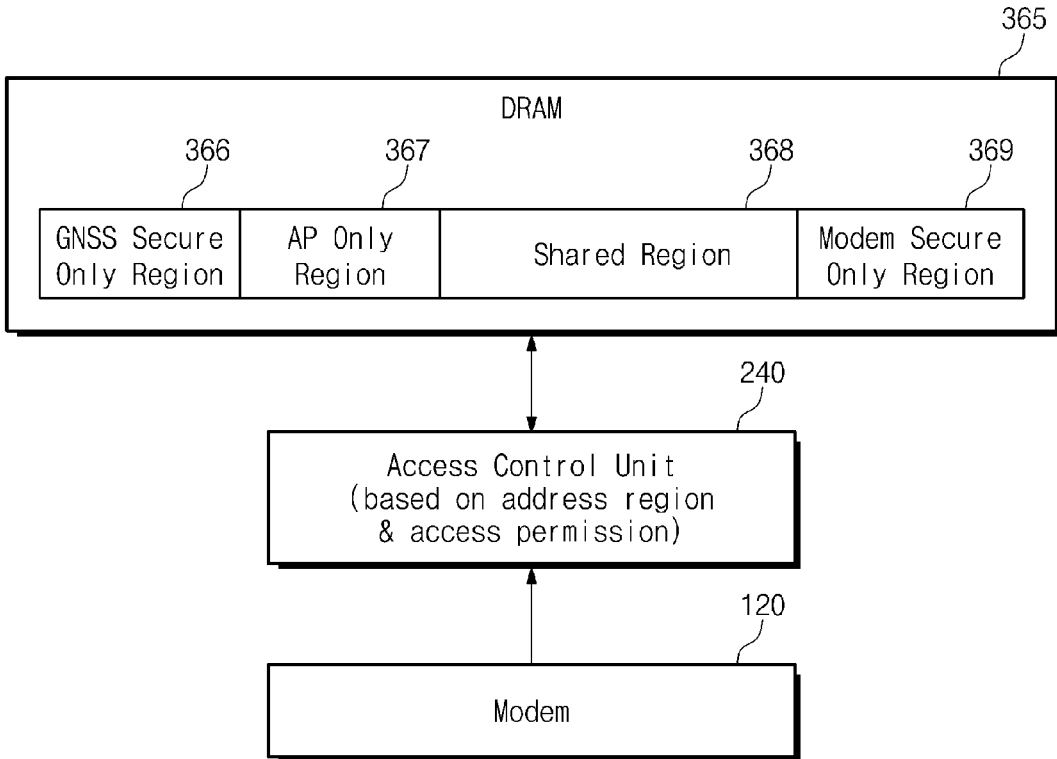 365
DRAM
366
367
368
369
GNSS Secure
Only Region
AP Only
Region
Shared Region
Modem Secure
Only Region
240
Access Control Unit
(based on address region
& access permission)
120
Modem